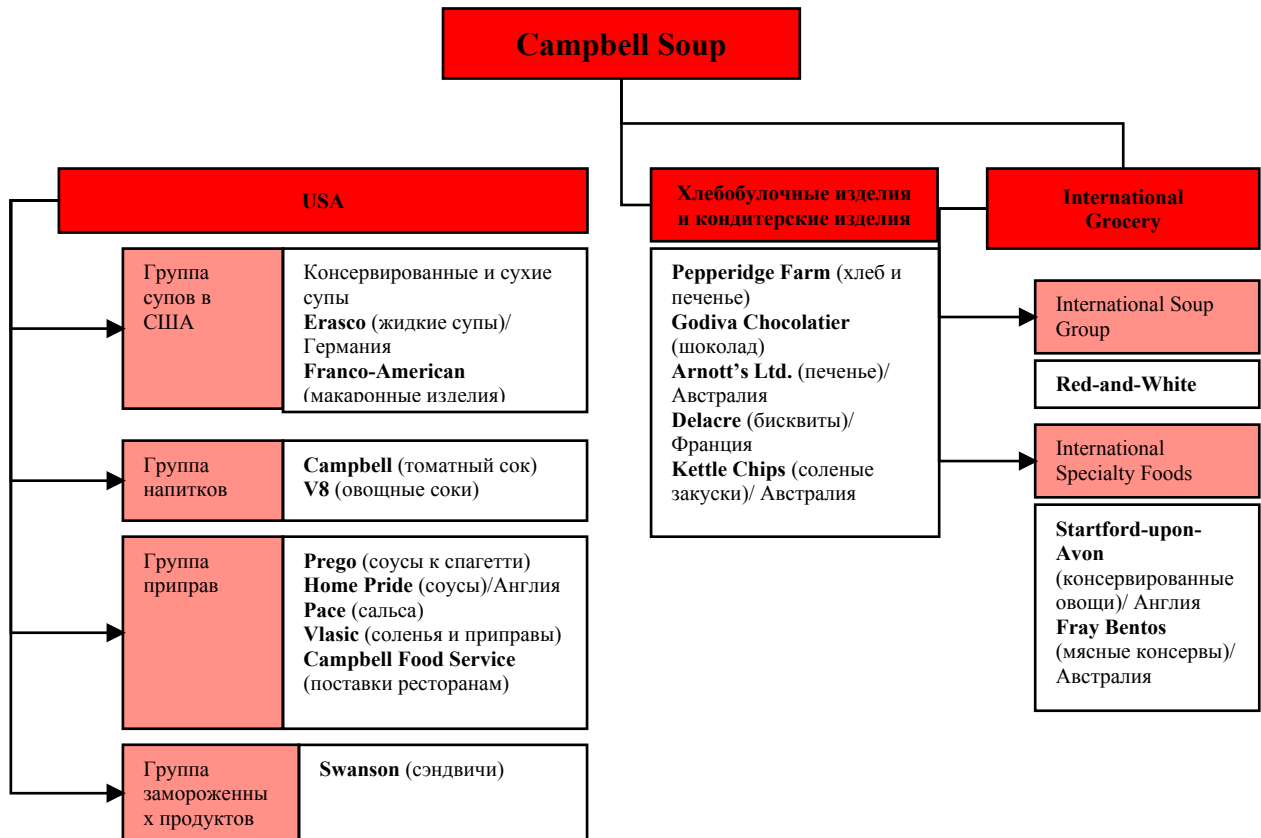 Campbell Soup
USA
Группа
супов в
США
Консервированные и сухие
супы
Erasco (жидкие супы)/
Германия
Franco-American
(макаронные изделия)
Группа
напитков
Campbell (томатный сок)
V8 (овощные соки)
Группа
приправ
Prego (соусы к спагетти)
Home Pride (соусы)/Англия
Pace (сальса)
Vlasic (соленья и приправы)
Campbell Food Service
(поставки ресторанам)
Группа
замороженны
х продуктов
Swanson (сэндвичи)
Хлебобулочные изделия
и кондитерские изделия
Pepperidge Farm (хлеб и
печенье)
Godiva Chocolatier
(шоколад)
Arnott’s Ltd. (печенье)/
Австралия
Delacre (бисквиты)/
Франция
Kettle Chips (соленые
закуски)/ Австралия
International
Grocery
International Soup
Group
Red-and-White
International
Specialty Foods
Startford-upon-
Avon
(консервированные
овощи)/ Англия
Fray Bentos
(мясные консервы)/
Австралия